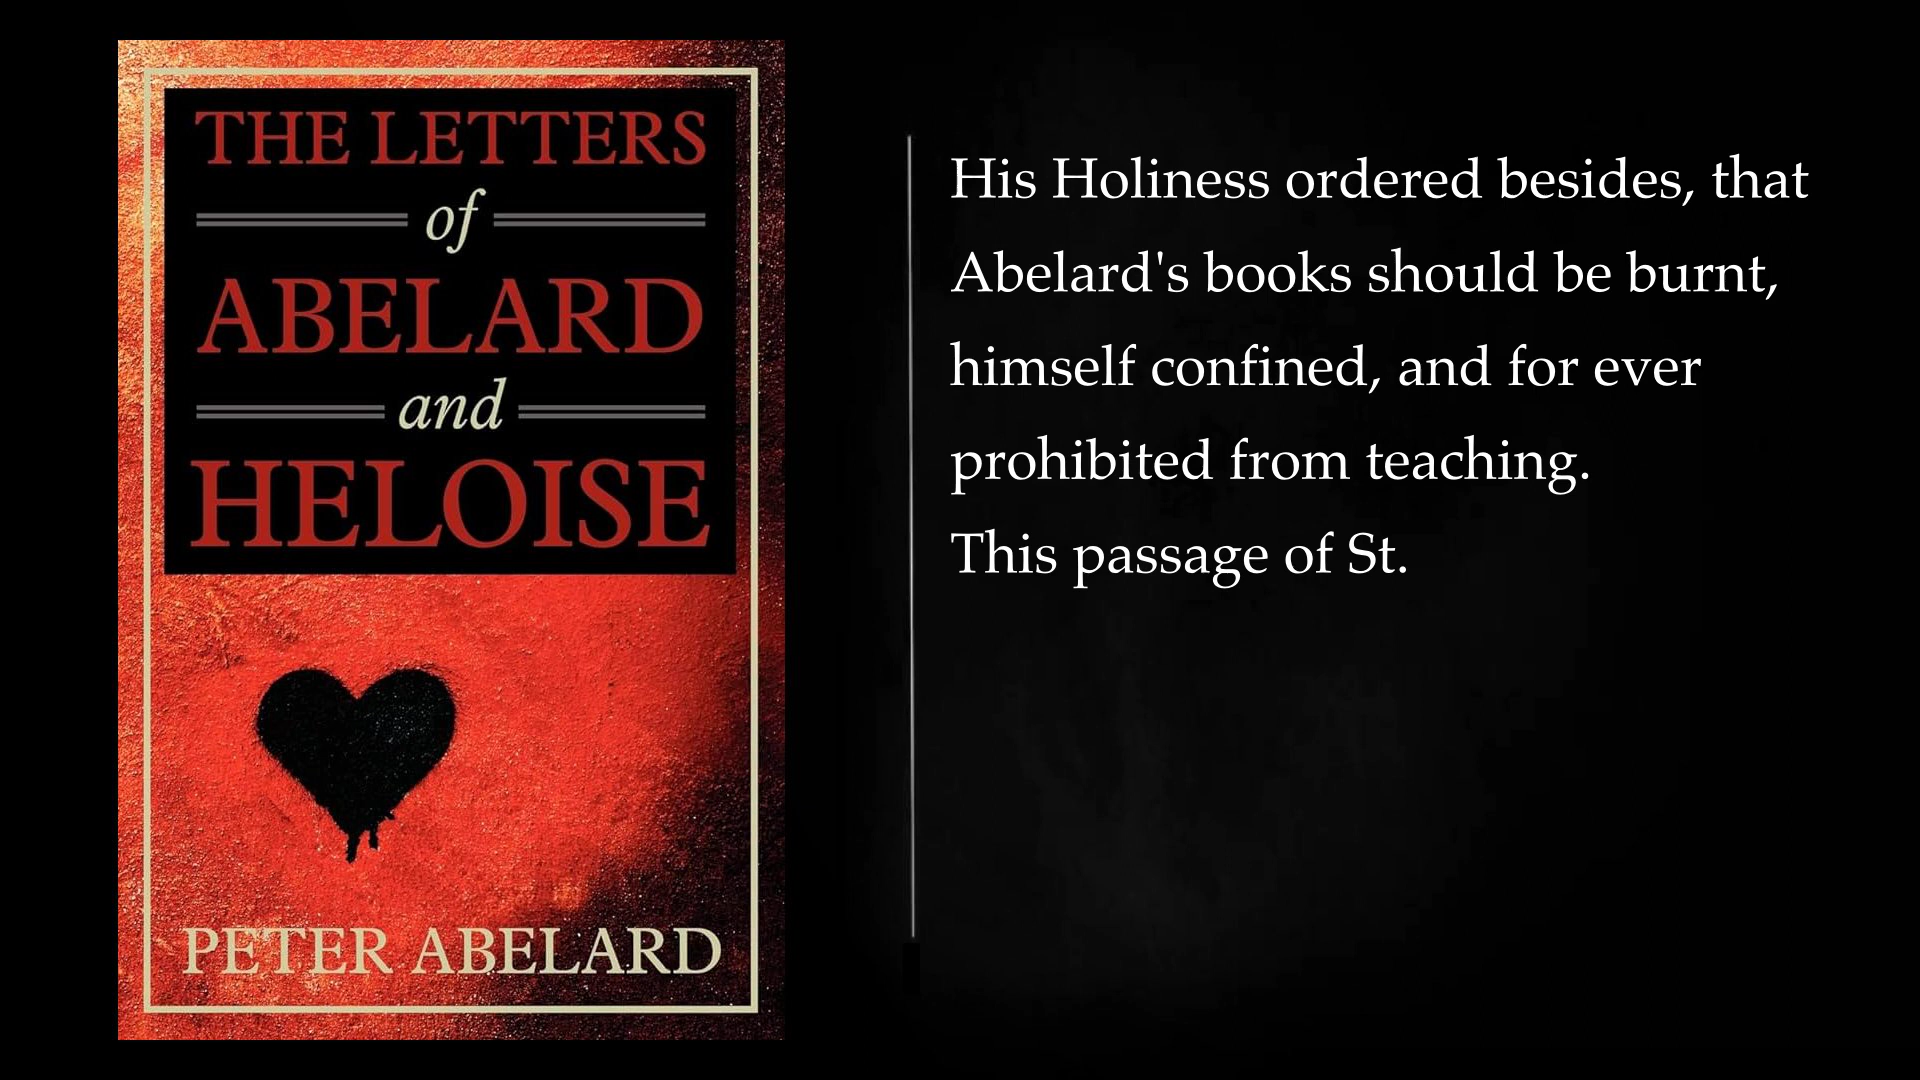 THE LETTERS
of
ABELARD
and
HELOISE
PETER ABELARD
His Holiness ordered besides, that
Abelard's books should be burnt,
himself confined, and for ever
prohibited from teaching.
This passage of St.